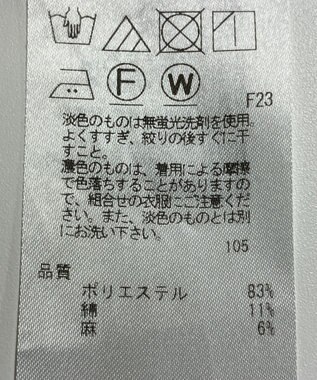 F W
F23
淡色のものは無蛍光洗剤を使用。
よくすすぎ、絞りの後すぐに干
すこと。
濃色のものは、着用による摩擦
で色落ちすることがありますの
で、組合せの衣服にご注意くだ
さい。また、淡色のものとは別
にお洗い下さい。
105
品質
ポリエステル 83%
綿 11%
麻 6%